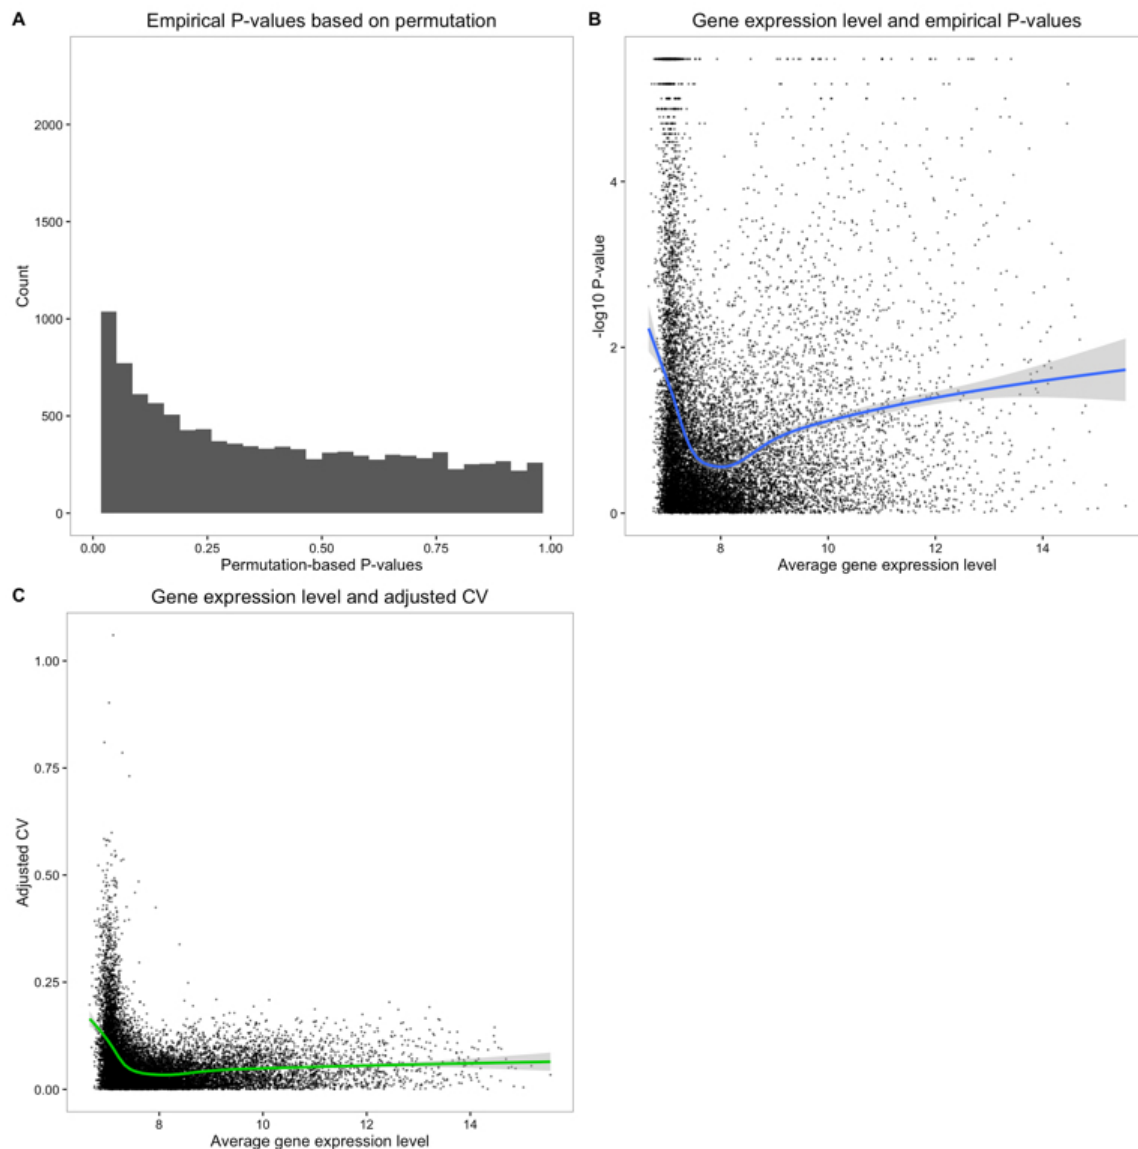 A
Empirical P-values based on permutation
Count
2000
1500
1000
500
0
0.00 0.25 0.50 0.75 1.00
Permutation-based P-values
B
Gene expression level and empirical P-values
-log10 P-value
4
2
0
8 10 12 14
Average gene expression level
C
Gene expression level and adjusted CV
Adjusted CV
1.00
0.75
0.50
0.25
0.00
8 10 12 14
Average gene expression level